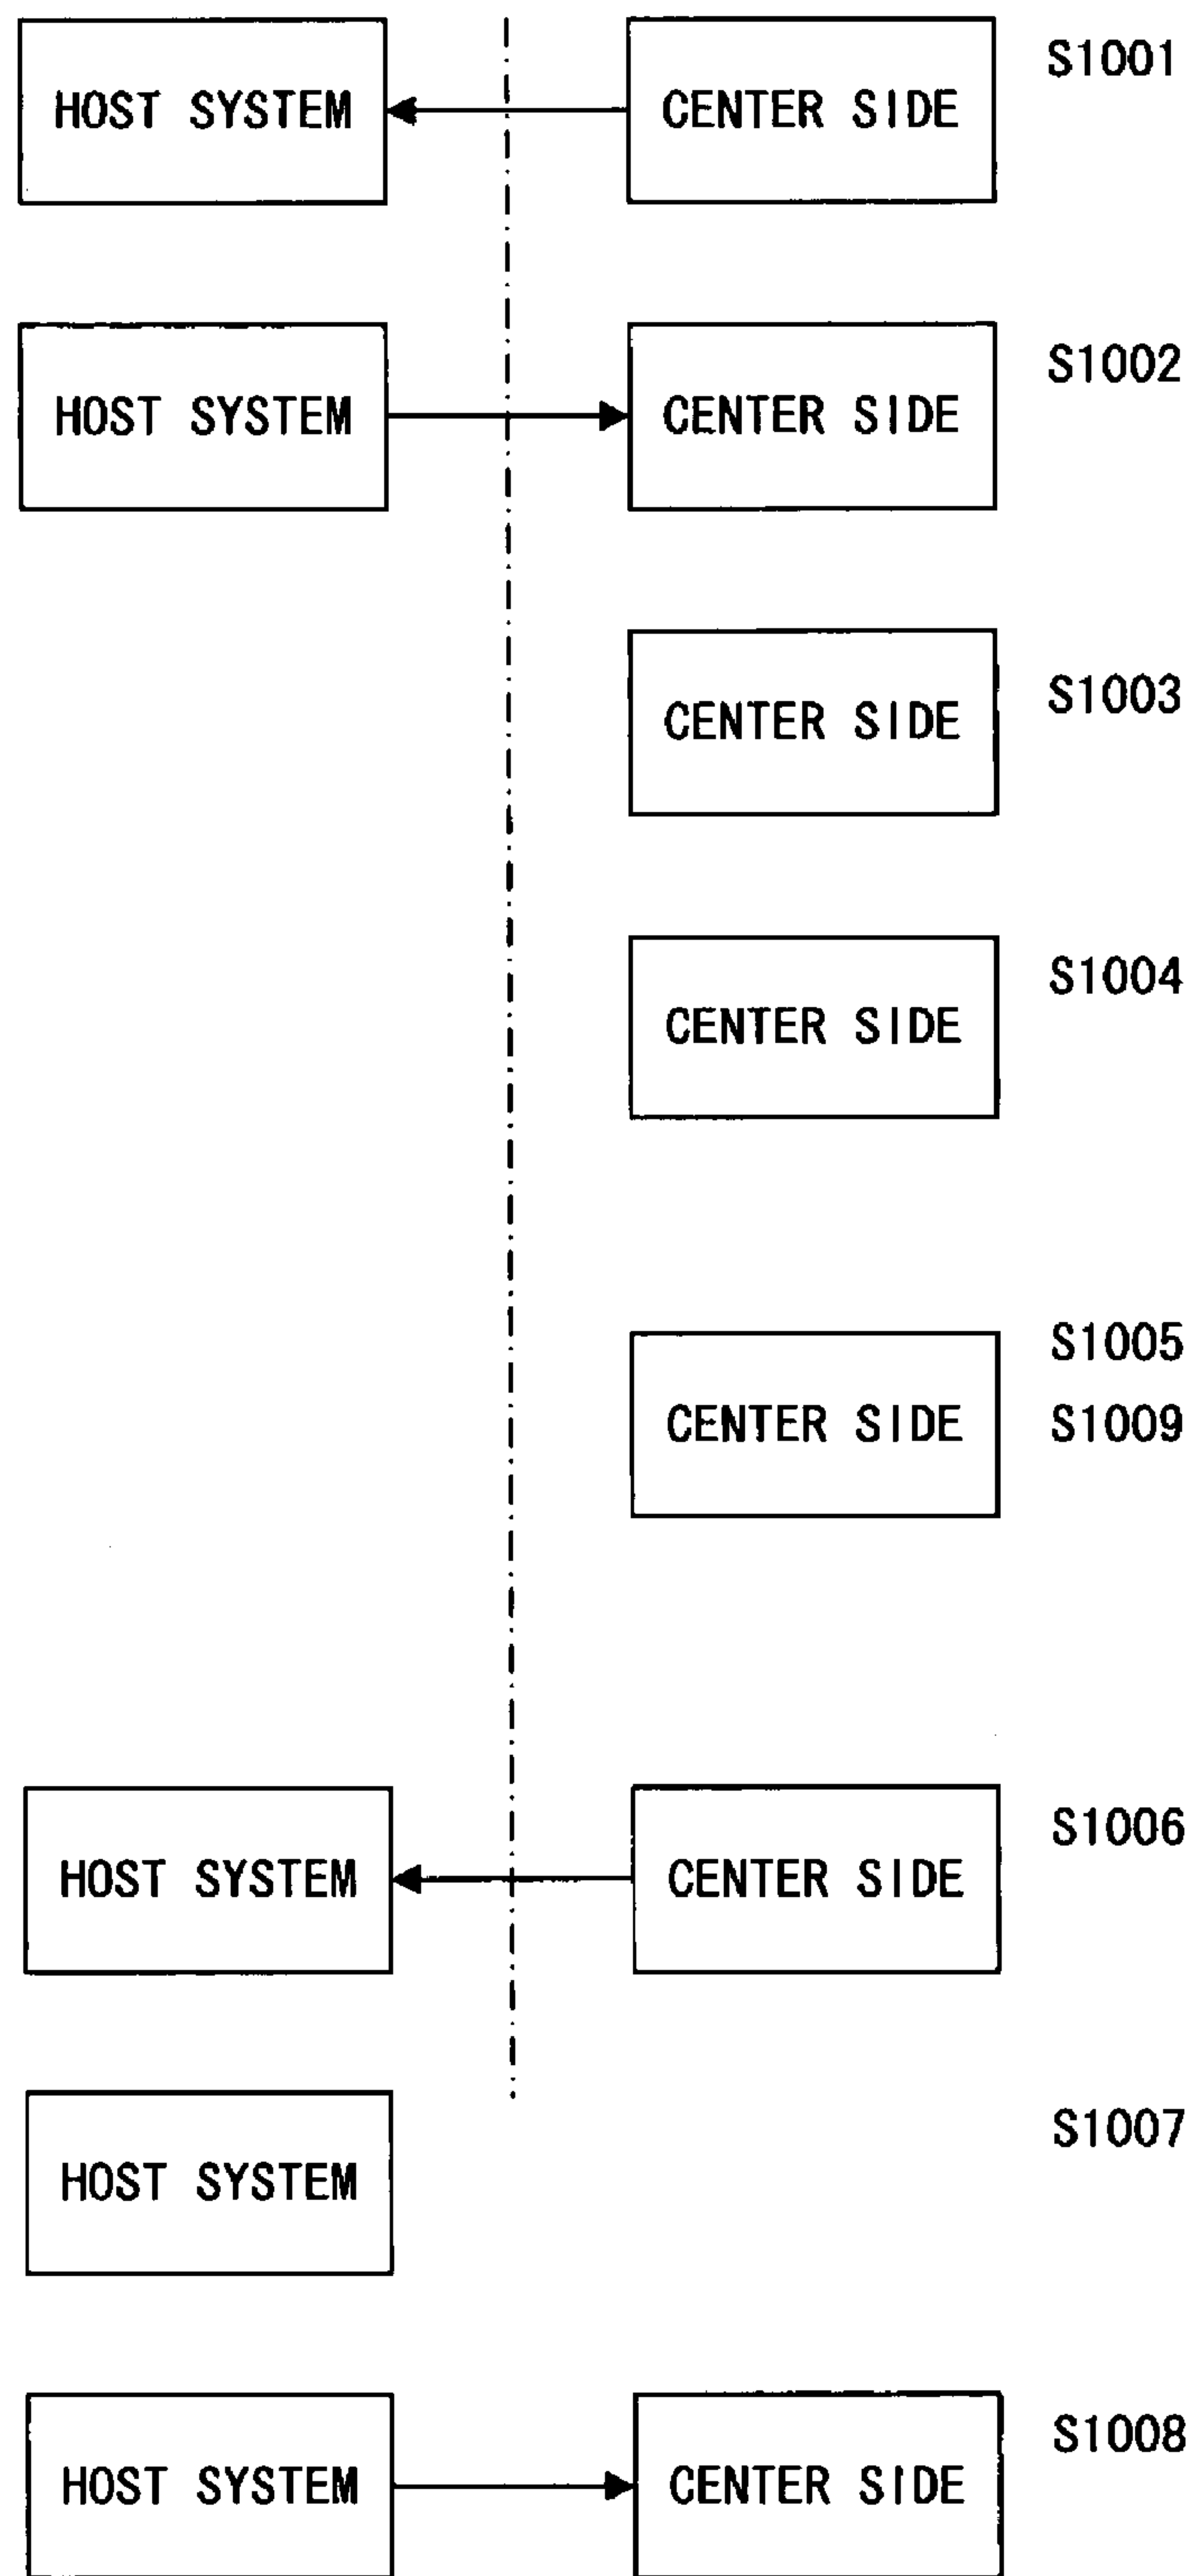 HOST SYSTEM
CENTER SIDE
S1001
HOST SYSTEM
CENTER SIDE
S1002
CENTER SIDE
S1003
CENTER SIDE
S1004
CENTER SIDE
S1005
S1009
HOST SYSTEM
CENTER SIDE
S1006
HOST SYSTEM
S1007
HOST SYSTEM
CENTER SIDE
S1008